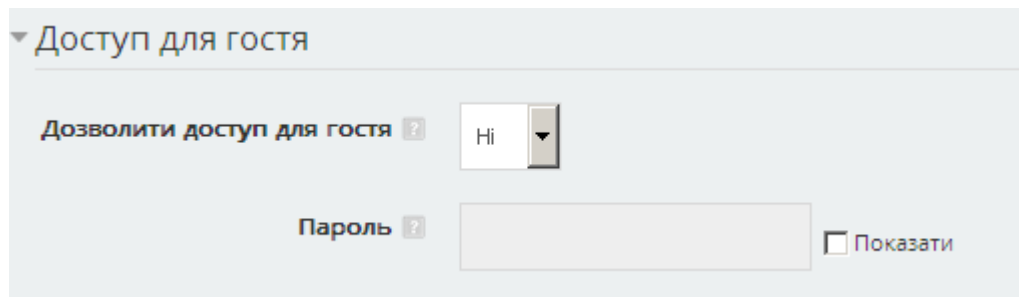 Доступ для гостя
Дозволити доступ для гостя ?
Ні
Пароль ?
Показати